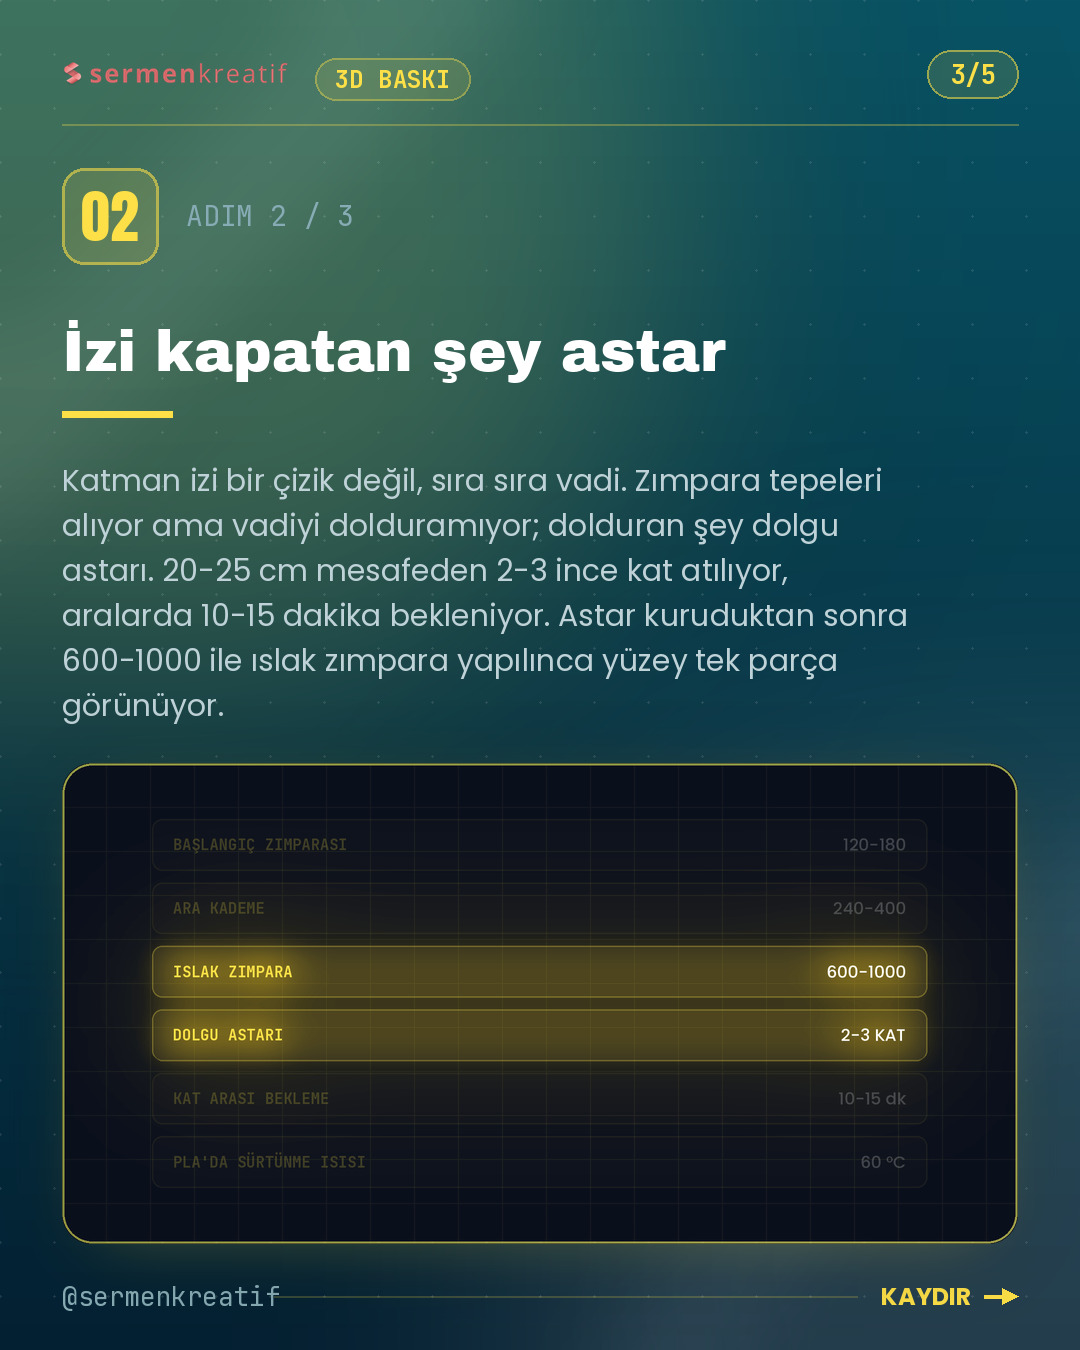 sermenkreatif
3D BASKI
3/5
02
ADIM 2 / 3
İzi kapatan şey astar
Katman izi bir çizik değil, sıra sıra vadi. Zımpara tepeleri
alıyor ama vadiyi dolduramıyor; dolduran şey dolgu
astarı. 20-25 cm mesafeden 2-3 ince kat atılıyor,
aralarda 10-15 dakika bekleniyor. Astar kuruduktan sonra
600-1000 ile ıslak zımpara yapılınca yüzey tek parça
görünüyor.
BAŞLANGIÇ ZIMPARASI 120-180
ARA KADEME 240-400
ISLAK ZIMPARA 600-1000
DOLGU ASTARI 2-3 KAT
KAT ARASI BEKLEME 10-15 dk
PLA'DA SÜRTÜNME ISISI 60 °C
@sermenkreatif
KAYDIR